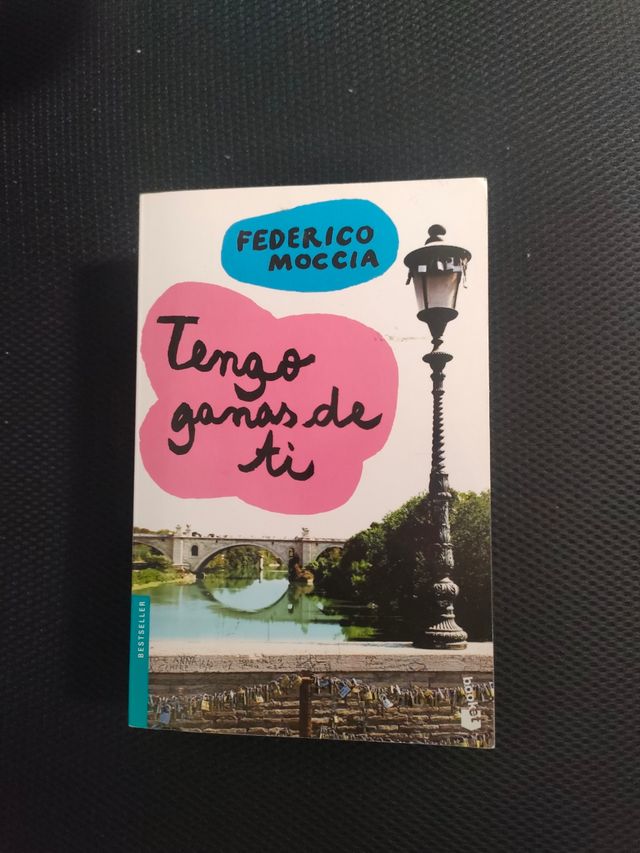 FEDERICO
MOCCIA
Tengo
ganas de
ti
BESTSELLER
booket